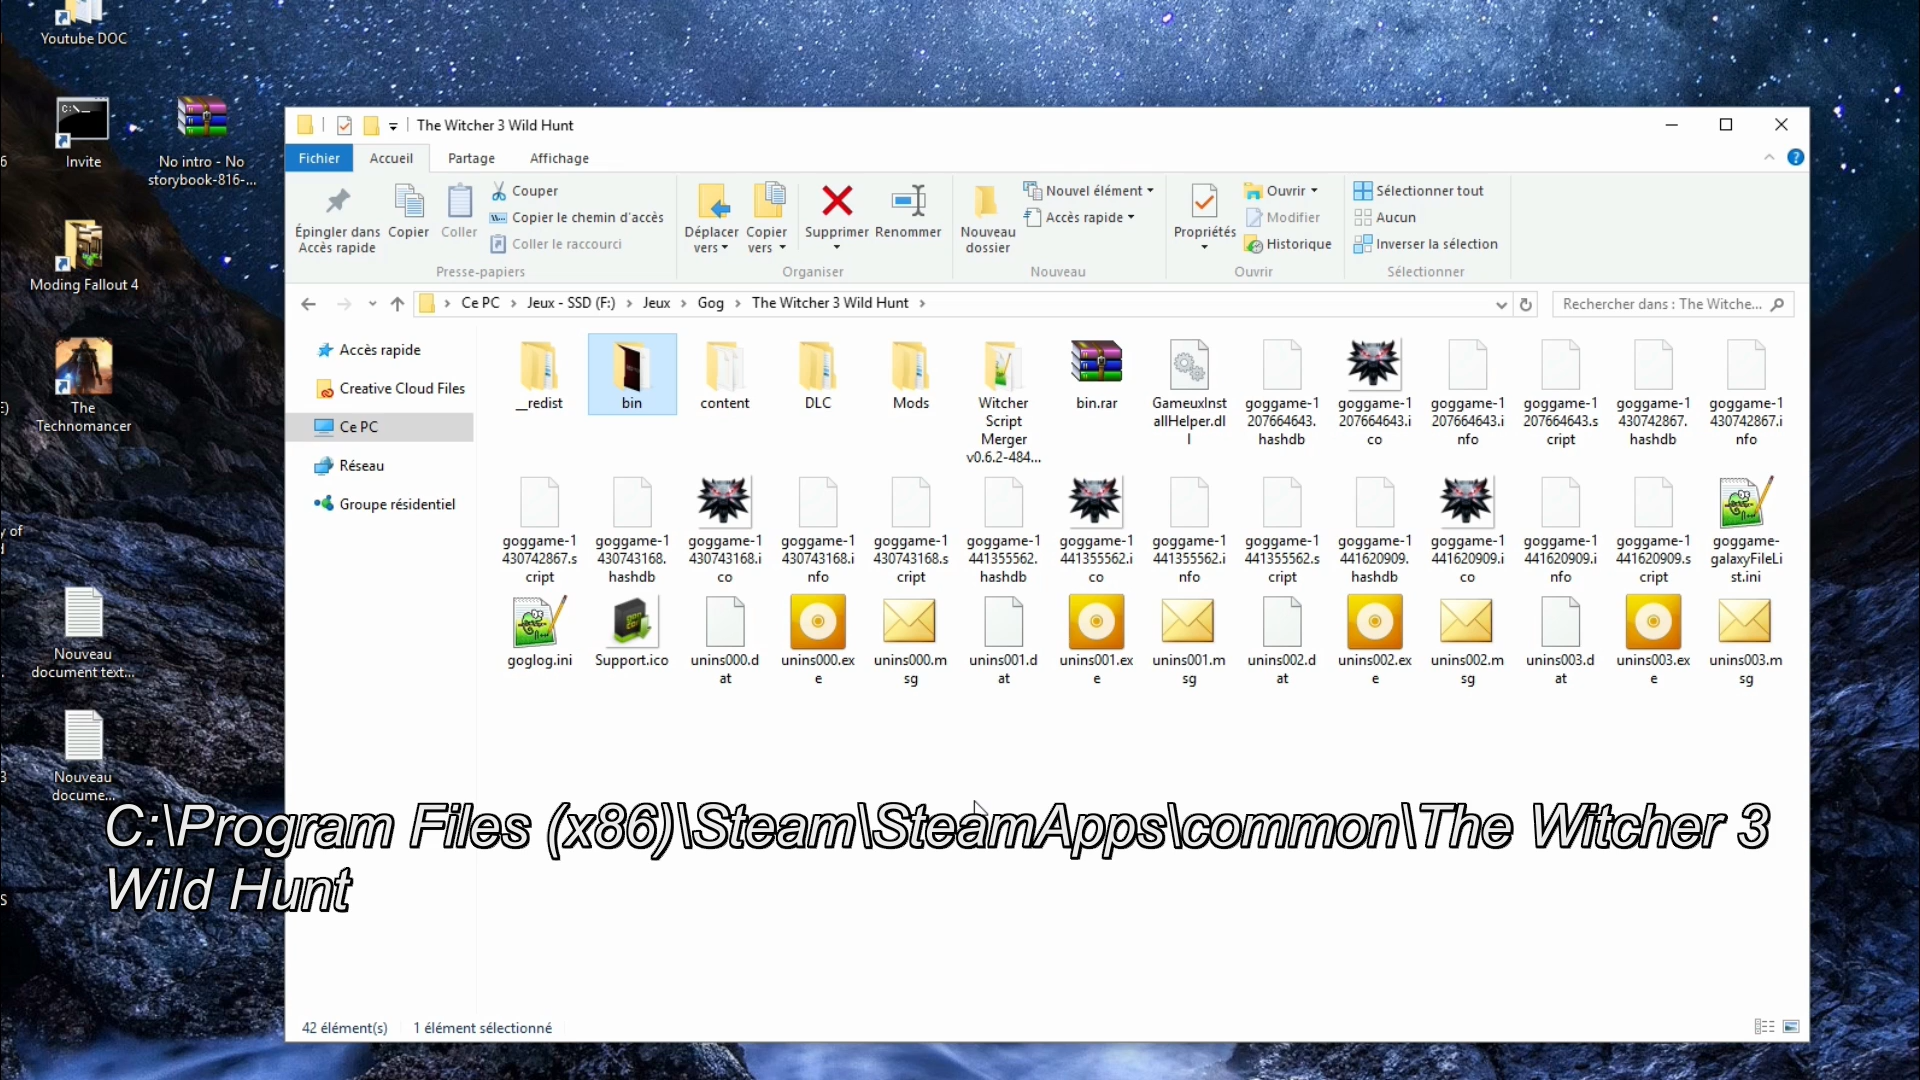 Youtube DOC
Invite
No intro - No
storybook-816-...
Moding Fallout 4
The
Technomancer
Nouveau
document text...
Nouveau
docume...
The Witcher 3 Wild Hunt
Fichier
Accueil
Partage
Affichage
Épingler dans
Accès rapide
Copier
Coller
Couper
Copier le chemin d'accès
Coller le raccourci
Presse-papiers
Déplacer
vers
Copier
vers
Supprimer
Renommer
Organiser
Nouveau
dossier
Nouvel élément
Accès rapide
Nouveau
Propriétés
Ouvrir
Modifier
Historique
Ouvrir
Sélectionner tout
Aucun
Inverser la sélection
Sélectionner
Ce PC > Jeux - SSD (F:) > Jeux > Gog > The Witcher 3 Wild Hunt >
Rechercher dans : The Witche...
Accès rapide
Creative Cloud Files
Ce PC
Réseau
Groupe résidentiel
__redist
bin
content
DLC
Mods
Witcher
Script
Merger
v0.6.2-484...
bin.rar
GameuxInst
allHelper.dl
l
goggame-1
207664643.
hashdb
goggame-1
207664643.i
co
goggame-1
207664643.i
nfo
goggame-1
207664643.s
cript
goggame-1
430742867.
hashdb
goggame-1
430742867.i
nfo
goggame-1
430742867.s
cript
goggame-1
430743168.
hashdb
goggame-1
430743168.i
co
goggame-1
430743168.i
nfo
goggame-1
430743168.s
cript
goggame-1
441355562.
hashdb
goggame-1
441355562.i
co
goggame-1
441355562.i
nfo
goggame-1
441355562.s
cript
goggame-1
441620909.
hashdb
goggame-1
441620909.i
co
goggame-1
441620909.i
nfo
goggame-1
441620909.s
cript
goggame-
galaxyFileLi
st.ini
goglog.ini
Support.ico
unins000.d
at
unins000.ex
e
unins000.m
sg
unins001.d
at
unins001.ex
e
unins001.m
sg
unins002.d
at
unins002.ex
e
unins002.m
sg
unins003.d
at
unins003.ex
e
unins003.m
sg
C:\Program Files (x86)\Steam\SteamApps\common\The Witcher 3
Wild Hunt
42 élément(s)
1 élément sélectionné